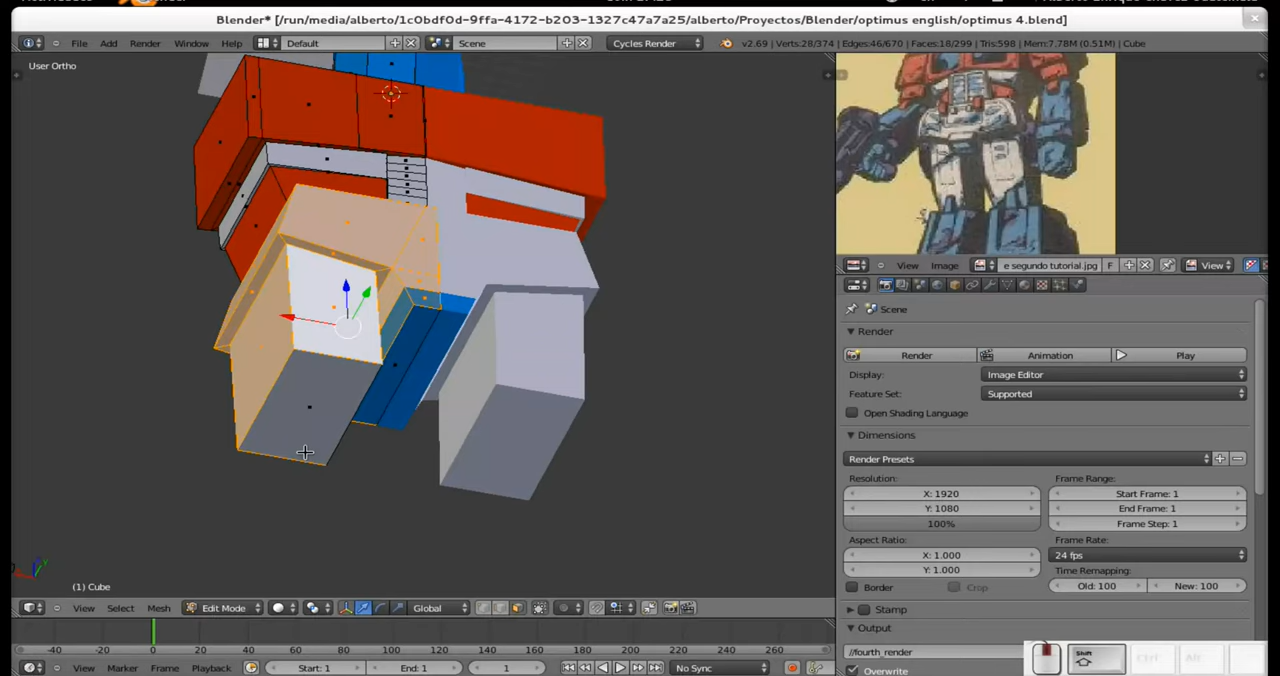 Blender* [/run/media/alberto/1c0bdf0d-9ffa-4172-b203-1327c47a7a25/alberto/Proyectos/Blender/optimus english/optimus 4.blend]
File Add Render Window Help Default Scene Cycles Render v2.69 | Verts:28/374 | Edges:46/670 | Faces:18/299 | Tris:598 | Mem:7.78M (0.51M) | Cube
User Ortho
View Image e segundo tutorial.jpg F View
Scene
Render
Render Animation Play
Display: Image Editor
Feature Set: Supported
Open Shading Language
Dimensions
Render Presets
Resolution: Frame Range:
X: 1920 Start Frame: 1
Y: 1080 End Frame: 1
100% Frame Step: 1
Aspect Ratio: Frame Rate:
X: 1.000 24 fps
Y: 1.000 Time Remapping:
Border Crop Old: 100 New: 100
Stamp
Output
//fourth_render
Overwrite
(1) Cube
View Select Mesh Edit Mode Global
-40 -20 0 20 40 60 80 100 120 140 160 180 200 220 240 260
View Marker Frame Playback Start: 1 End: 1 1 No Sync
Shift Ctrl Alt